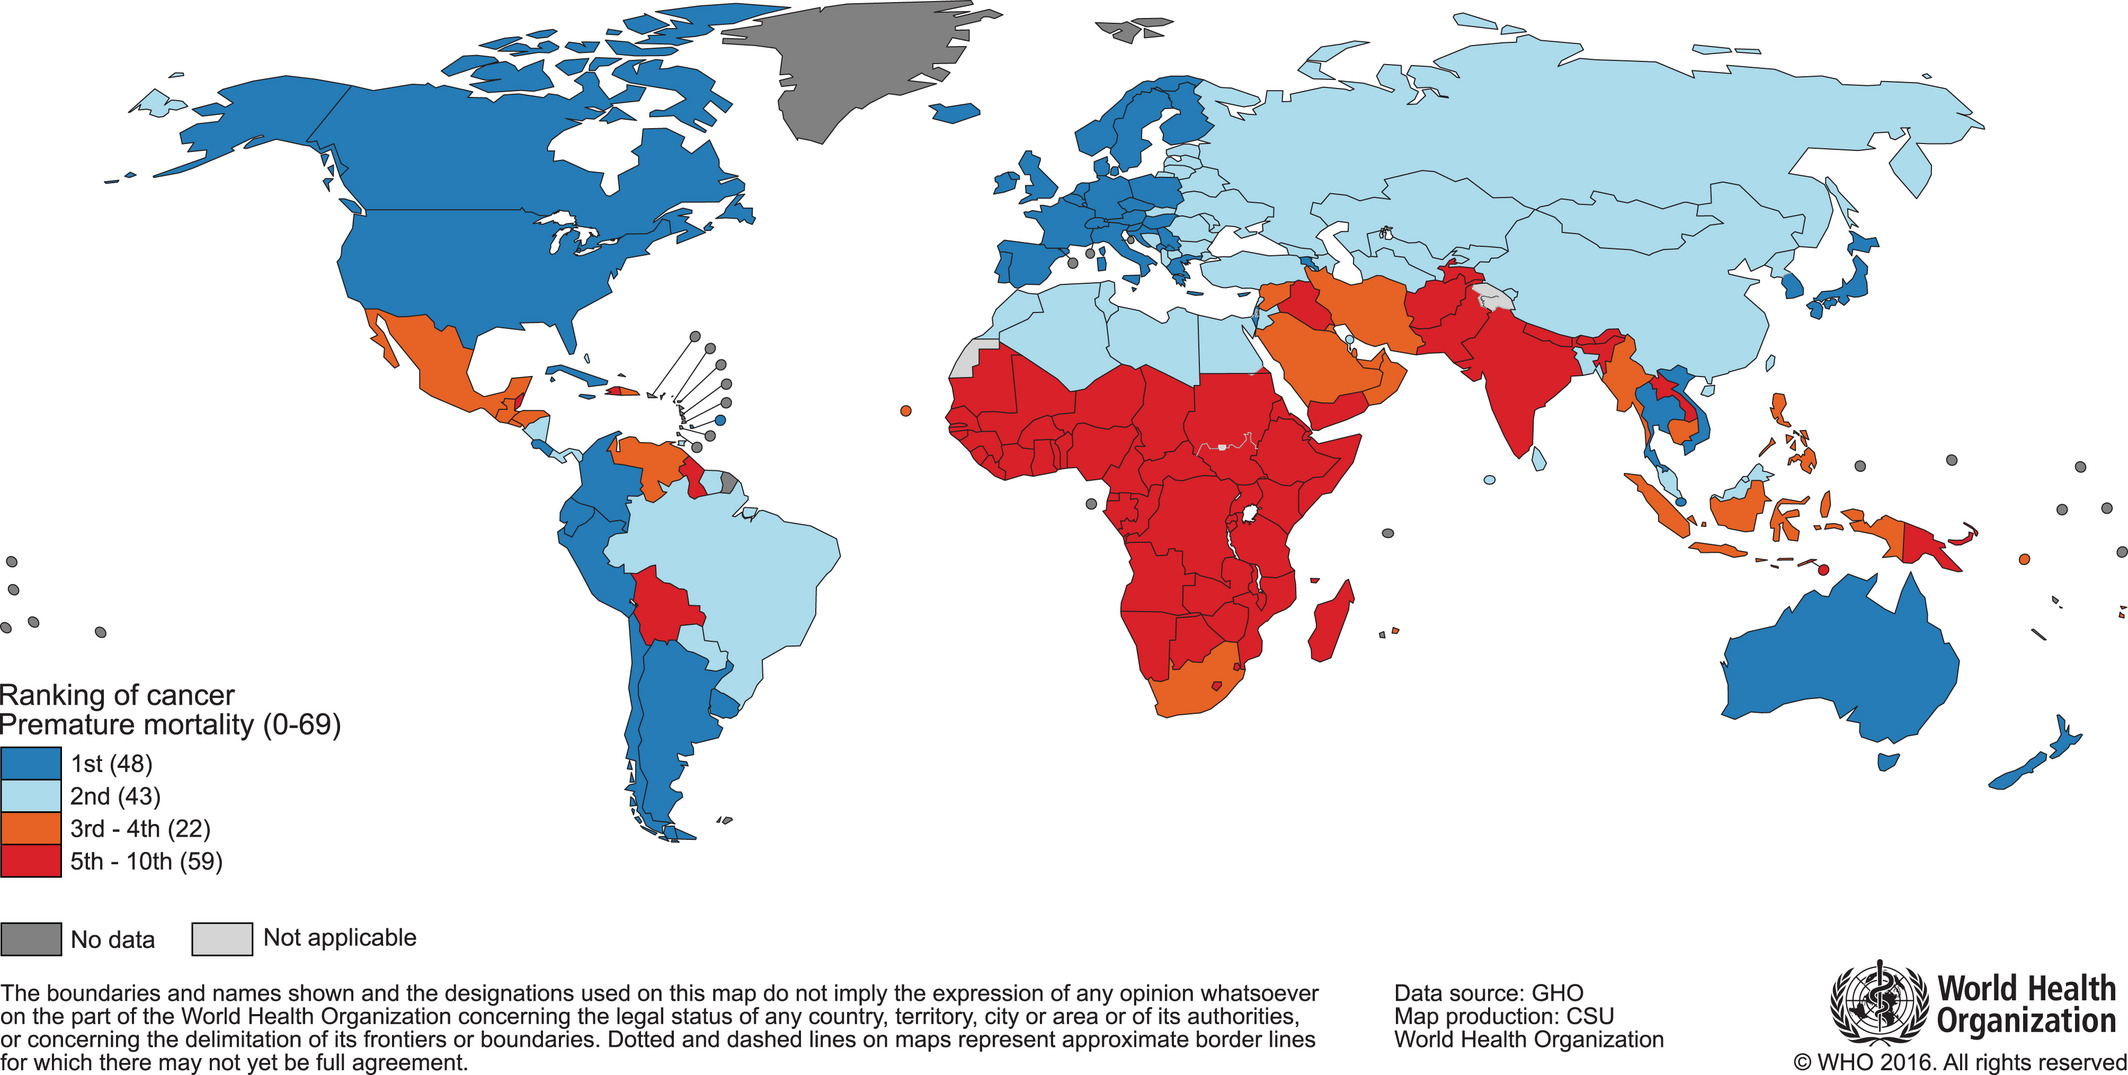 Ranking of cancer
Premature mortality (0-69)
1st (48)
2nd (43)
3rd - 4th (22)
5th - 10th (59)
No data
Not applicable
The boundaries and names shown and the designations used on this map do not imply the expression of any opinion whatsoever
on the part of the World Health Organization concerning the legal status of any country, territory, city or area or of its authorities,
or concerning the delimitation of its frontiers or boundaries. Dotted and dashed lines on maps represent approximate border lines
for which there may not yet be full agreement.
Data source: GHO
Map production: CSU
World Health Organization
World Health
Organization
© WHO 2016. All rights reserved